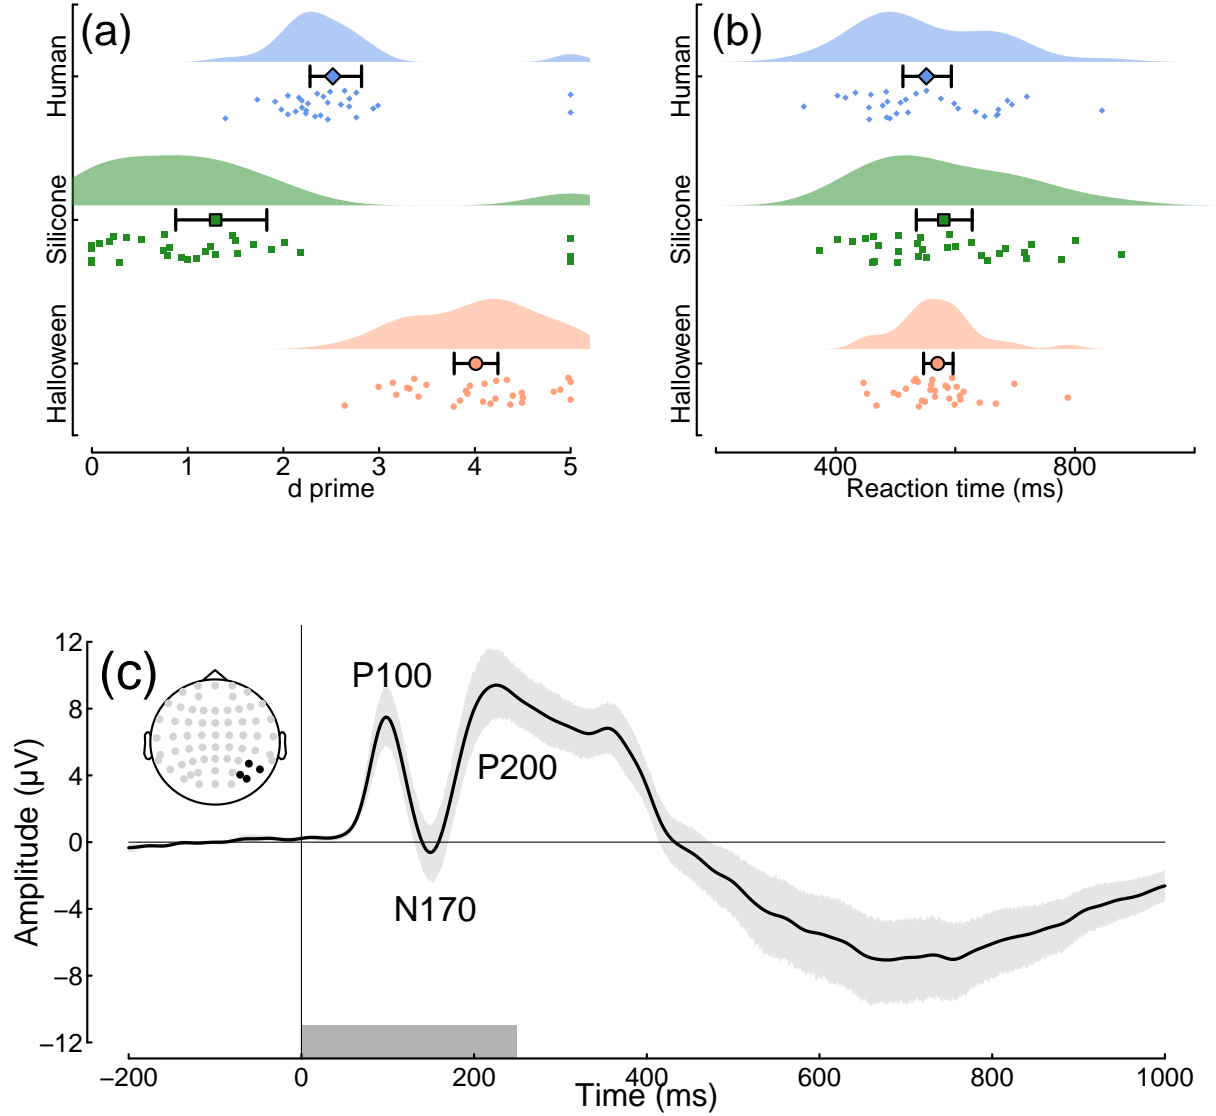 (a)
Human
Silicone
Halloween
0 1 2 3 4 5
d prime
(b)
Human
Silicone
Halloween
400 800
Reaction time (ms)
(c)
P100
P200
N170
12
8
4
0
−4
−8
−12
Amplitude (µV)
−200 0 200 400 600 800 1000
Time (ms)